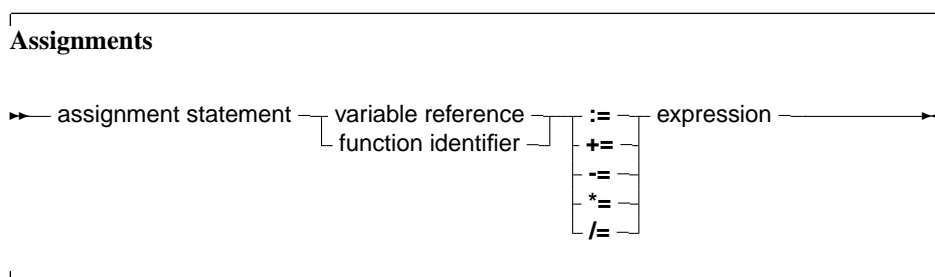 Assignments
assignment statement variable reference := expression
function identifier +=
-=
*=
/=